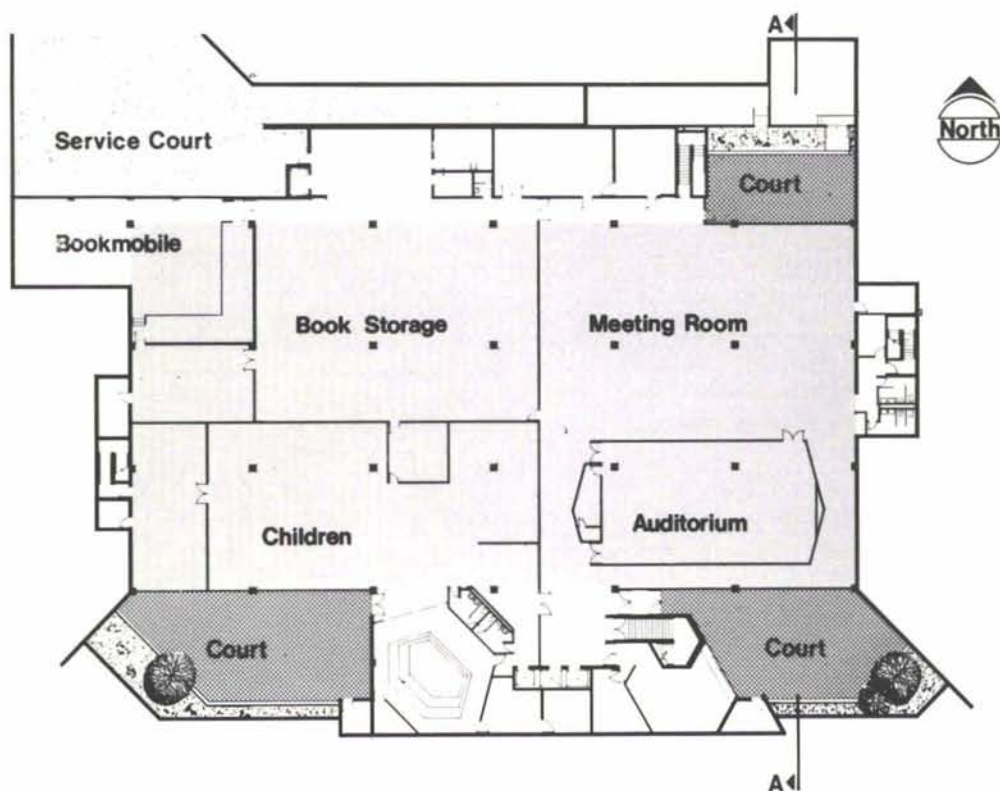 A
North
Service Court
Court
Bookmobile
Book Storage
Meeting Room
Children
Auditorium
Court
Court
A